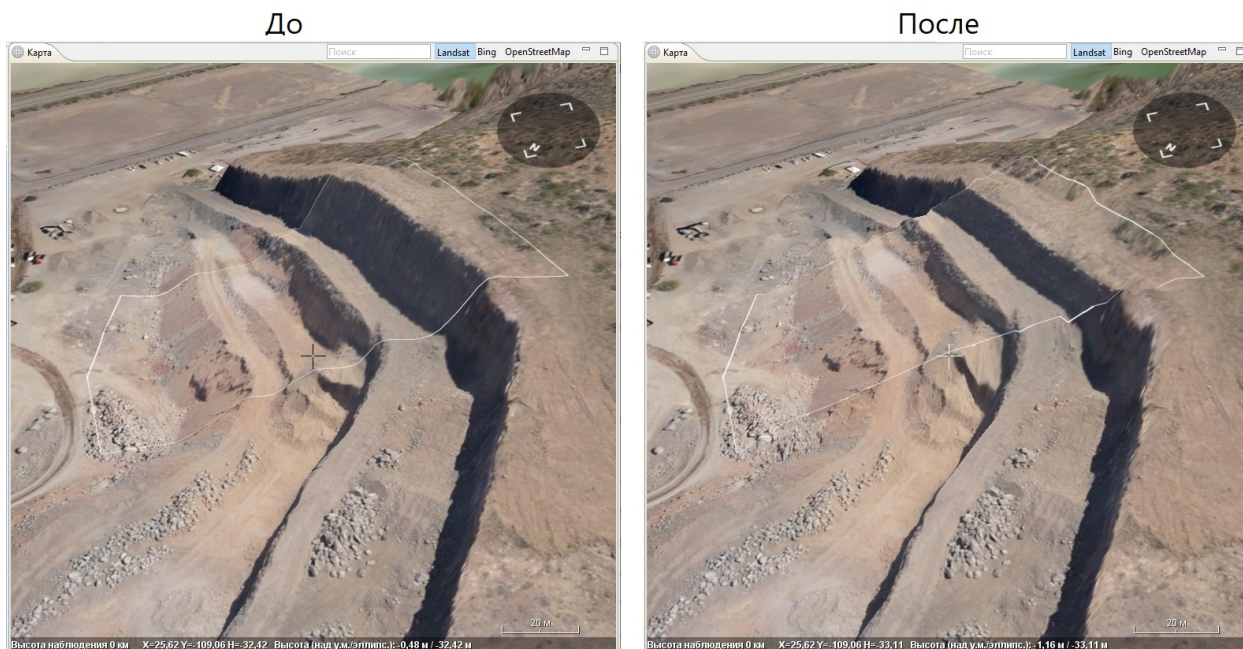 До
После
Карта
Поиск
Landsat Bing OpenStreetMap
Карта
Поиск
Landsat Bing OpenStreetMap
N
N
20 м
20 м
Высота наблюдения 0 км X=25,62 Y=-109,06 H=-32,42 Высота (над у.м./эллипс.): -0,48 м / -32,42 м
Высота наблюдения 0 км X=25,62 Y=-109,06 H=-33,11 Высота (над у.м./эллипс.): -1,16 м / -33,11 м